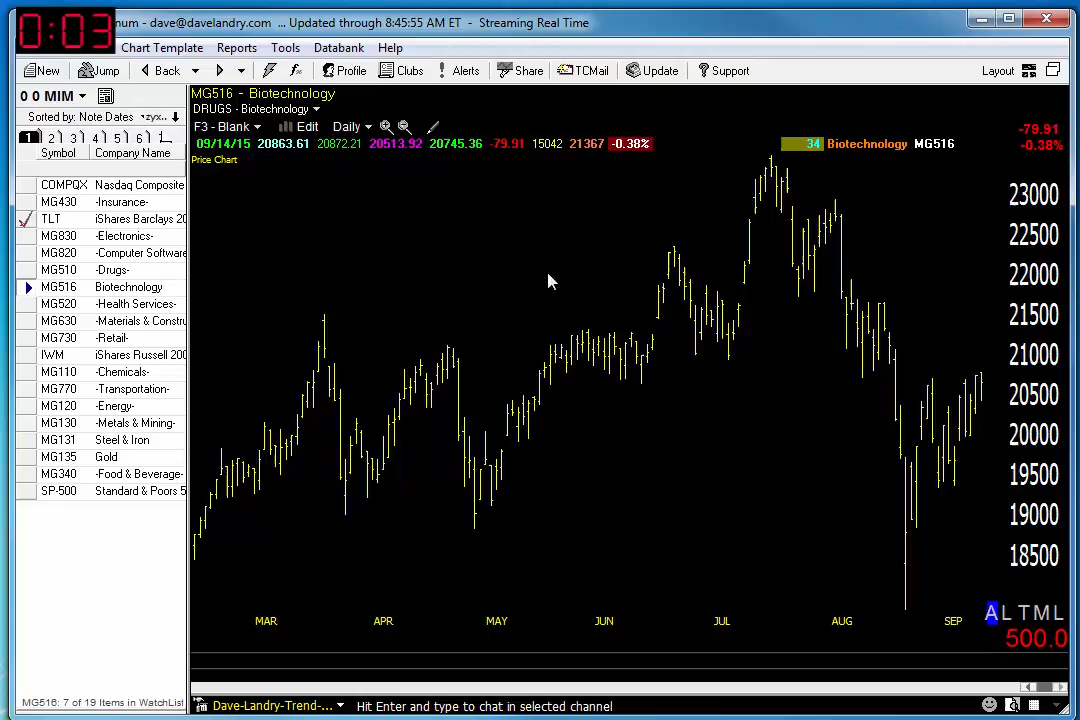 0:03
num - dave@davelandry.com ... Updated through 8:45:55 AM ET - Streaming Real Time
Chart Template Reports Tools Databank Help
New Jump Back Profile Clubs Alerts Share TCMail Update Support Layout
0 0 MIM
Sorted by: Note Dates zyx..
1 2 3 4 5 6
Symbol Company Name
COMPQX Nasdaq Composite
MG430 -Insurance-
TLT iShares Barclays 20
MG830 -Electronics-
MG820 -Computer Software
MG510 -Drugs-
MG516 Biotechnology
MG520 -Health Services-
MG630 -Materials & Constru
MG730 -Retail-
IWM iShares Russell 200
MG110 -Chemicals-
MG770 -Transportation-
MG120 -Energy-
MG130 -Metals & Mining-
MG131 Steel & Iron
MG135 Gold
MG340 -Food & Beverage-
SP-500 Standard & Poors 5
MG516: 7 of 19 Items in WatchList
MG516 - Biotechnology
DRUGS - Biotechnology
F3 - Blank Edit Daily
09/14/15 20863.61 20872.21 20513.92 20745.36 -79.91 15042 21367 -0.38%
34 Biotechnology MG516
-79.91
-0.38%
Price Chart
23000
22500
22000
21500
21000
20500
20000
19500
19000
18500
MAR APR MAY JUN JUL AUG SEP
A L T M L
500.0
Dave-Landry-Trend-... Hit Enter and type to chat in selected channel